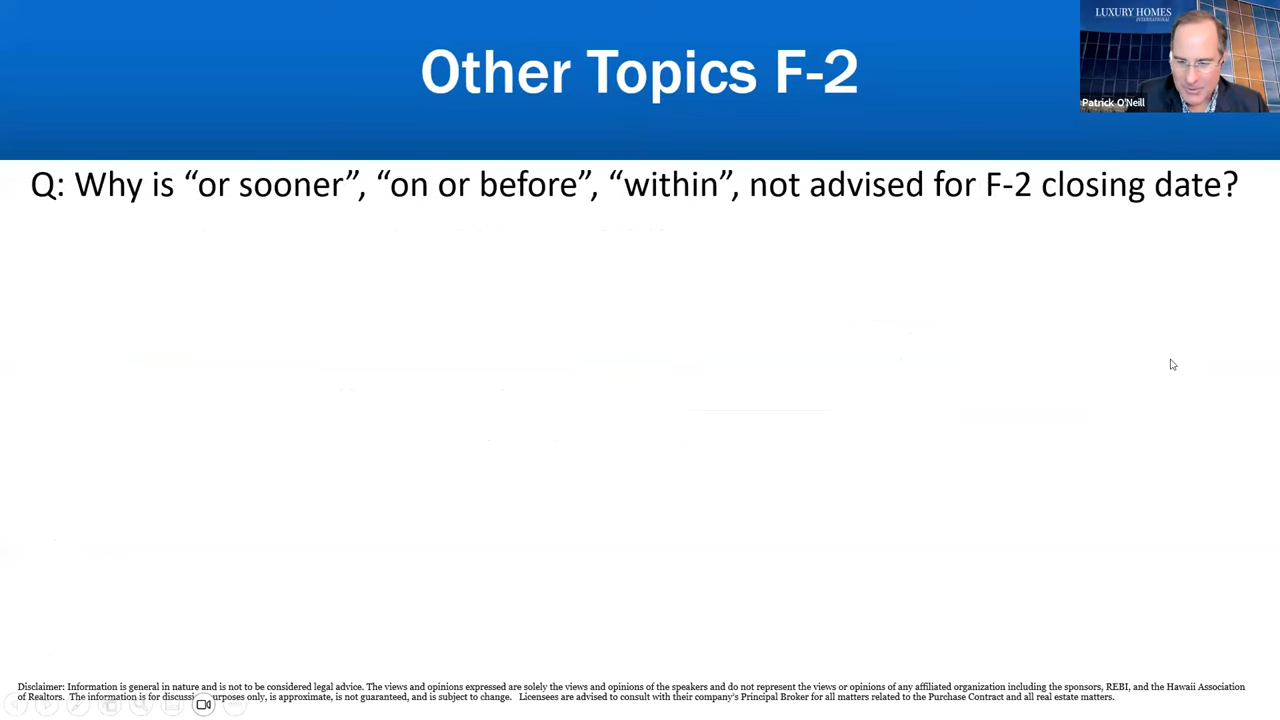 LUXURY HOMES
INTERNATIONAL
Other Topics F-2
Patrick O'Neill
Q: Why is “or sooner”, “on or before”, “within”, not advised for F-2 closing date?
Disclaimer: Information is general in nature and is not to be considered legal advice. The views and opinions expressed are solely the views and opinions of the speakers and do not represent the views or opinions of any affiliated organization including the sponsors, REBI, and the Hawaii Association
of Realtors. The information is for discussion purposes only, is approximate, is not guaranteed, and is subject to change. Licensees are advised to consult with their company's Principal Broker for all matters related to the Purchase Contract and all real estate matters.